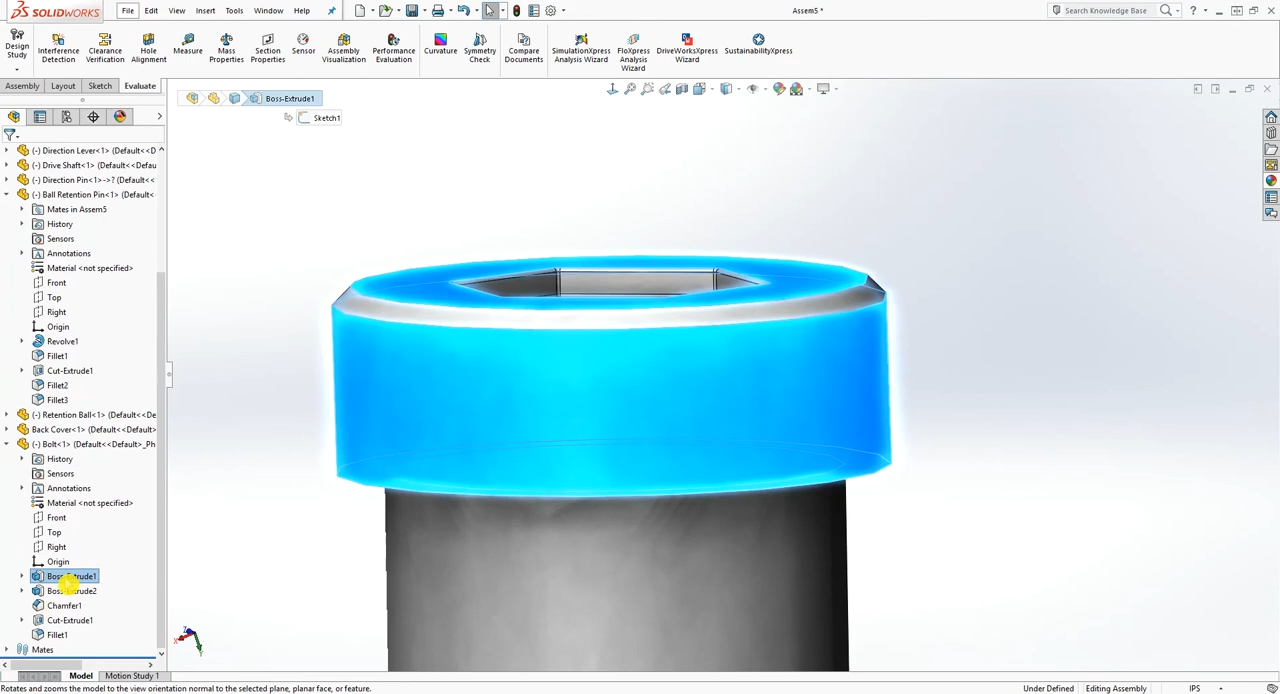 SOLIDWORKS File Edit View Insert Tools Window Help Assem5 * Search Knowledge Base
Design Study
Interference Detection
Clearance Verification
Hole Alignment
Measure
Mass Properties
Section Properties
Sensor
Assembly Visualization
Performance Evaluation
Curvature
Symmetry Check
Compare Documents
SimulationXpress Analysis Wizard
FloXpress Analysis Wizard
DriveWorksXpress Wizard
SustainabilityXpress
Assembly Layout Sketch Evaluate
Boss-Extrude1
Sketch1
(-) Direction Lever<1> (Default<<D
(-) Drive Shaft<1> (Default<<Defau
(-) Direction Pin<1>->? (Default<<
(-) Ball Retention Pin<1> (Default<
Mates in Assem5
History
Sensors
Annotations
Material <not specified>
Front
Top
Right
Origin
Revolve1
Fillet1
Cut-Extrude1
Fillet2
Fillet3
(-) Retention Ball<1> (Default<<De
Back Cover<1> (Default<<Default
(-) Bolt<1> (Default<<Default>_Ph
History
Sensors
Annotations
Material <not specified>
Front
Top
Right
Origin
Boss-Extrude1
Boss-Extrude2
Chamfer1
Cut-Extrude1
Fillet1
Mates
Z
X
Y
Model Motion Study 1
Rotates and zooms the model to the view orientation normal to the selected plane, planar face, or feature. Under Defined Editing Assembly IPS